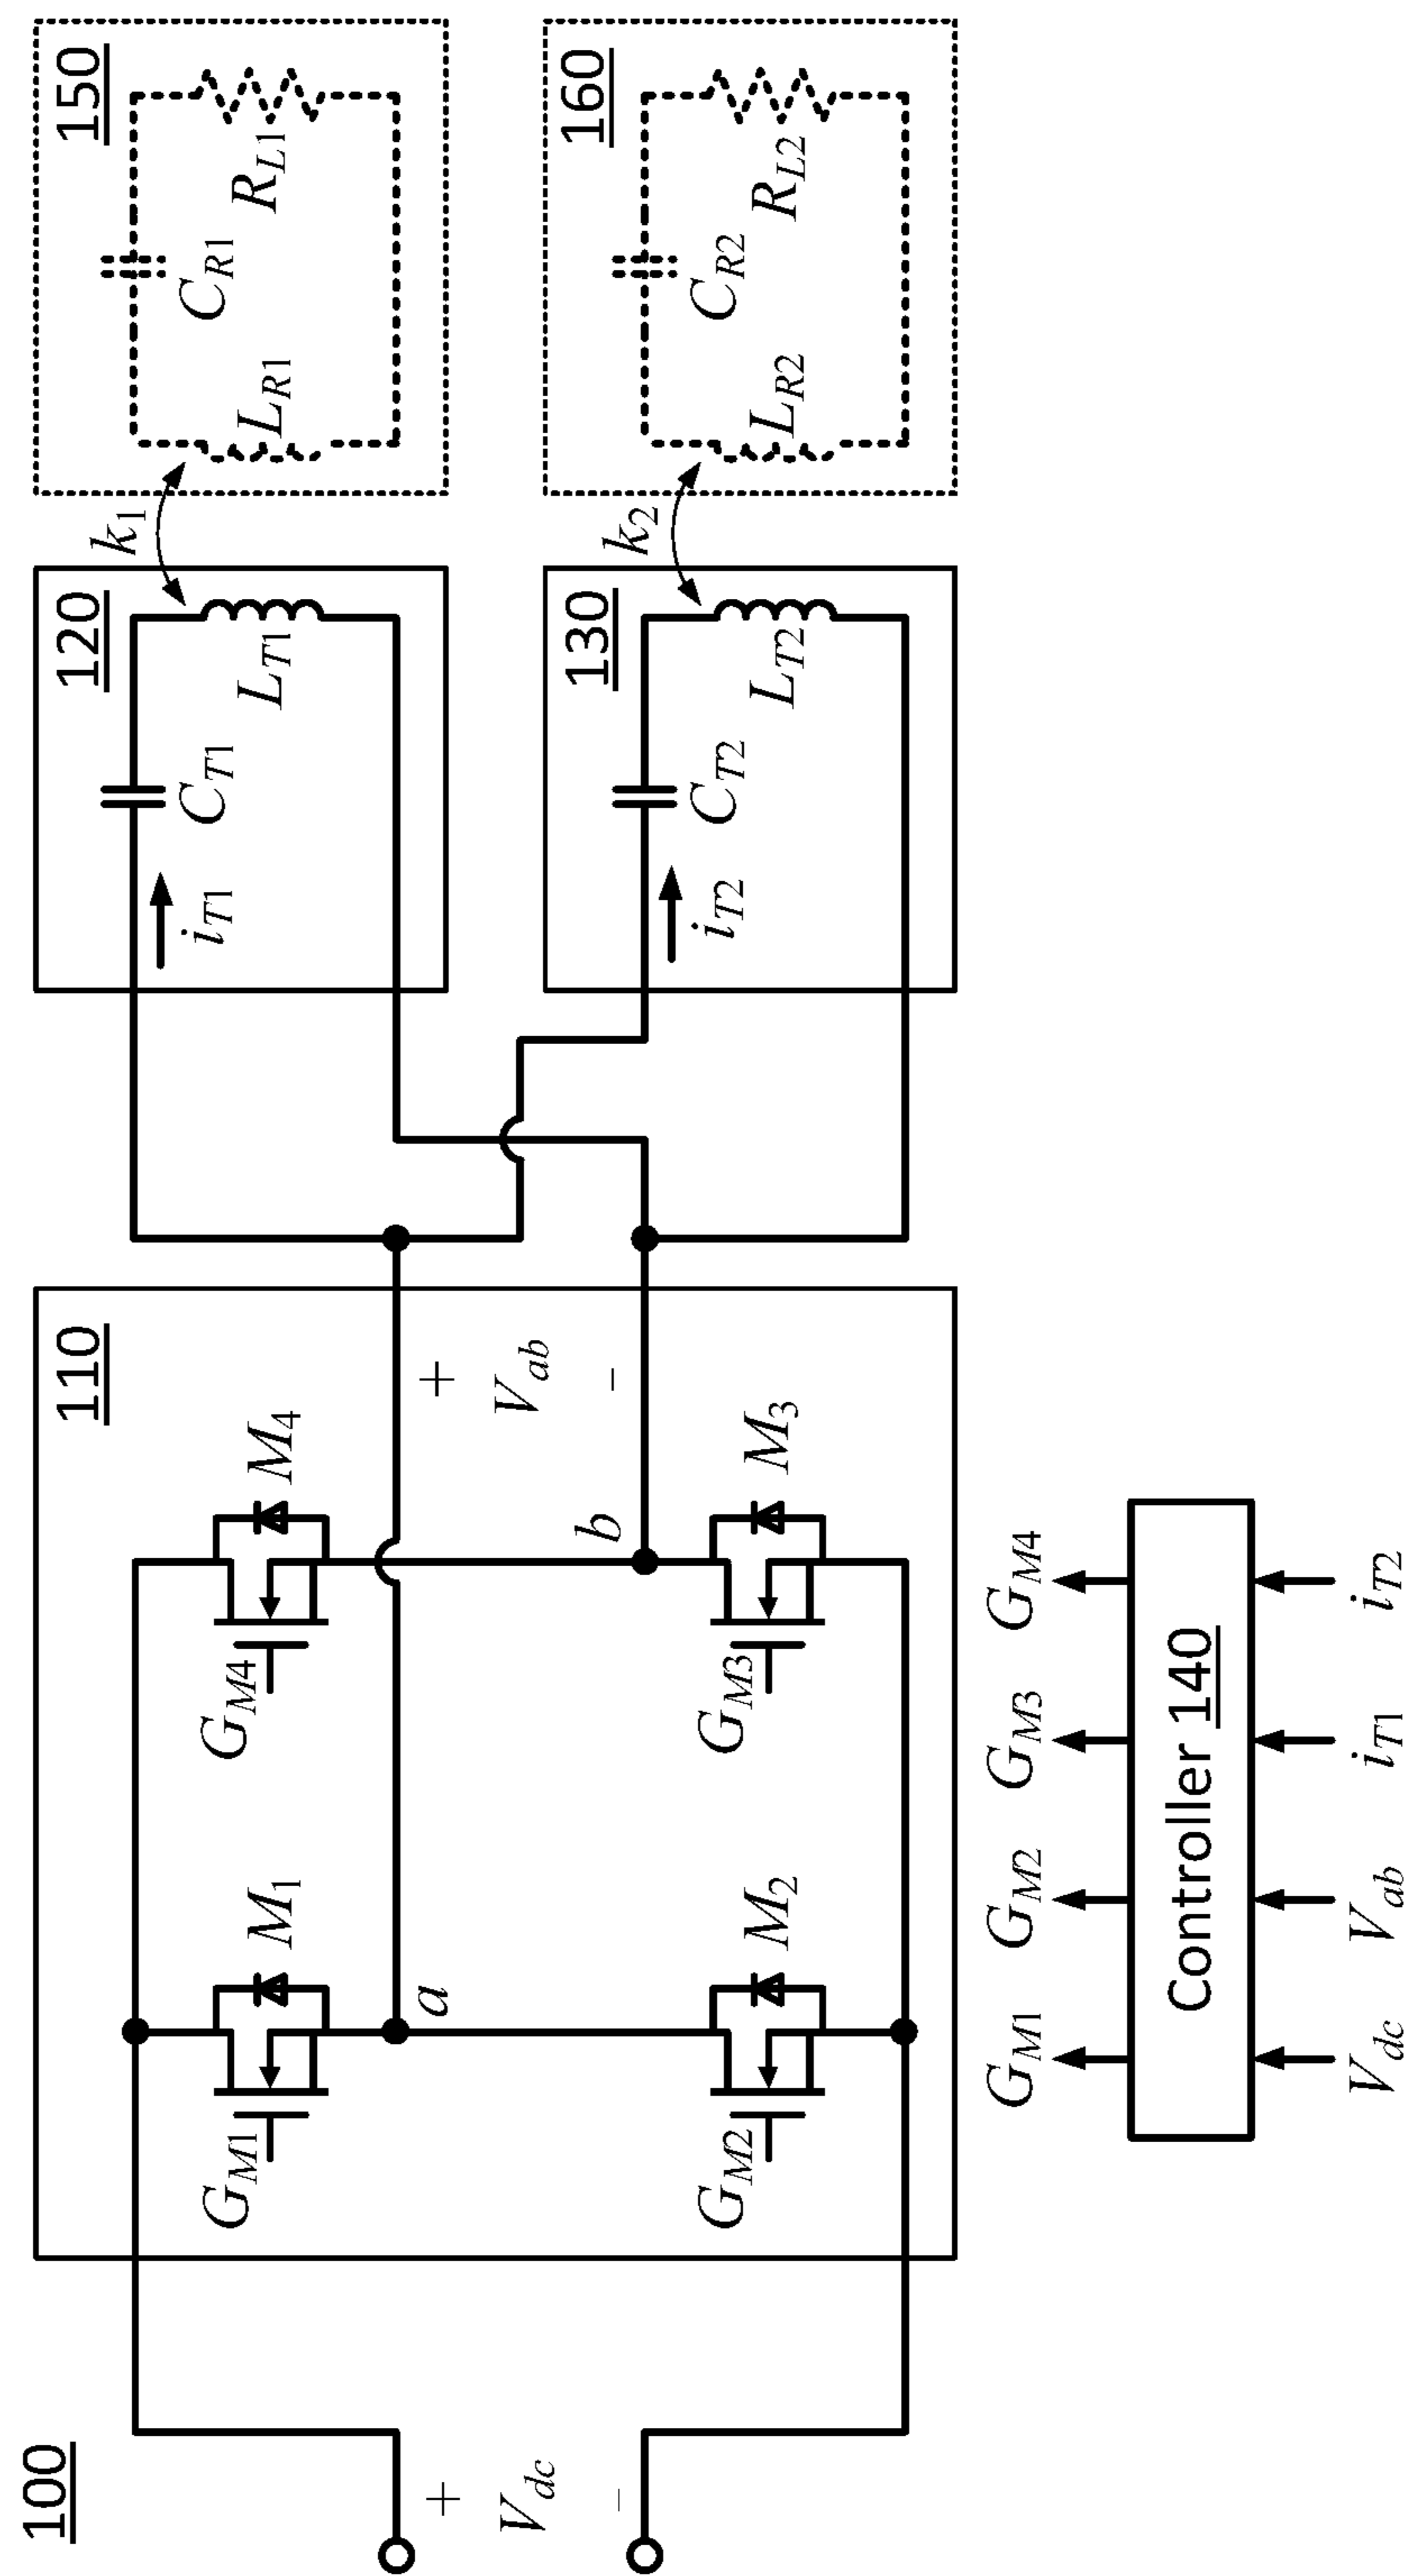 100
110
120
130
150
160
+
V_dc
−
G_M1
M_1
G_M4
M_4
a
b
G_M2
M_2
G_M3
M_3
+
V_ab
−
i_T1
C_T1
L_T1
k_1
L_R1
C_R1
R_L1
i_T2
C_T2
L_T2
k_2
L_R2
C_R2
R_L2
G_M1
G_M2
G_M3
G_M4
Controller 140
V_dc
V_ab
i_T1
i_T2